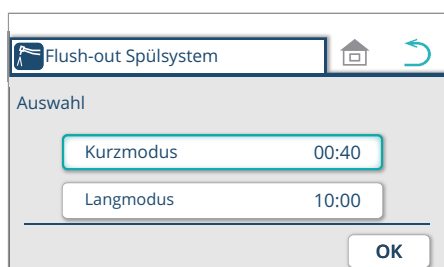 Flush-out Spülsystem
Auswahl
Kurzmodus 00:40
Langmodus 10:00
OK